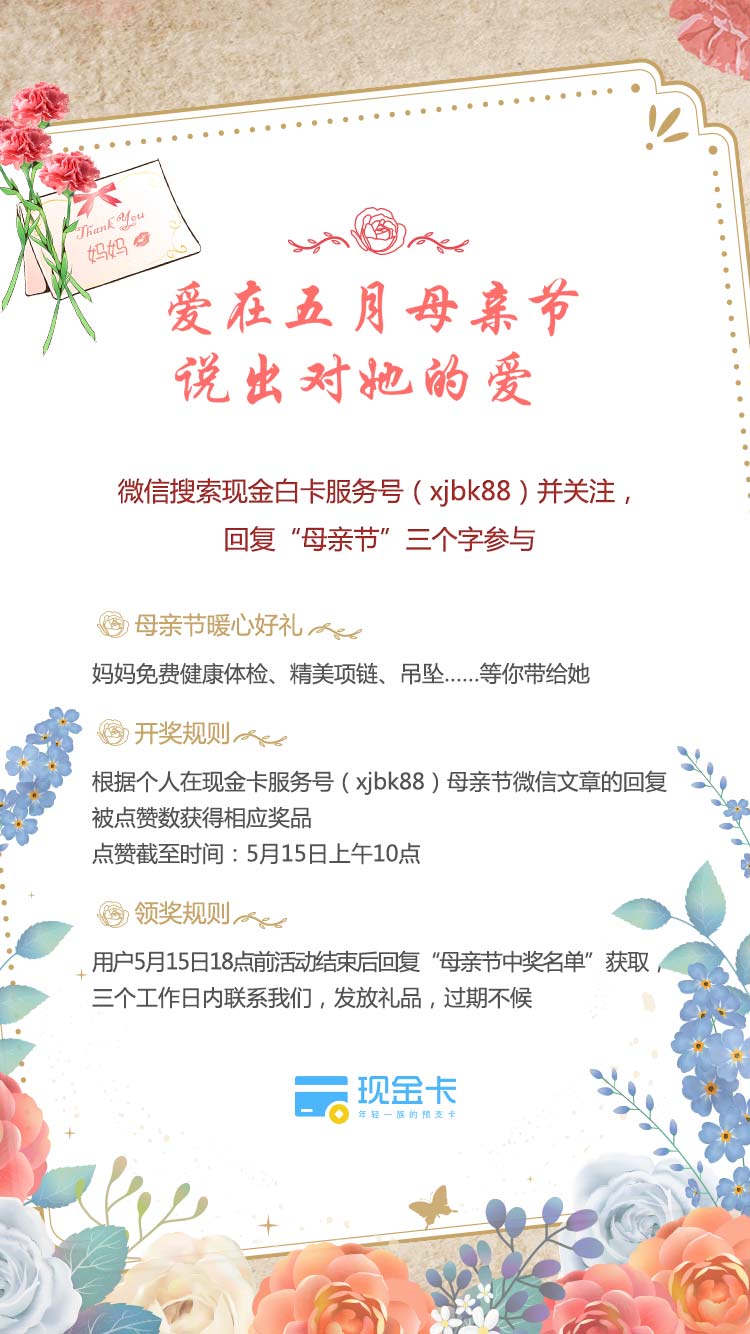 Thank You
妈妈
爱在五月母亲节
说出对她的爱
微信搜索现金白卡服务号（xjbk88）并关注，
回复“母亲节”三个字参与
母亲节暖心好礼
妈妈免费健康体检、精美项链、吊坠......等你带给她
开奖规则
根据个人在现金卡服务号（xjbk88）母亲节微信文章的回复
被点赞数获得相应奖品
点赞截至时间：5月15日上午10点
领奖规则
用户5月15日18点前活动结束后回复“母亲节中奖名单”获取，
三个工作日内联系我们，发放礼品，过期不候
现金卡
年轻一族的预支卡